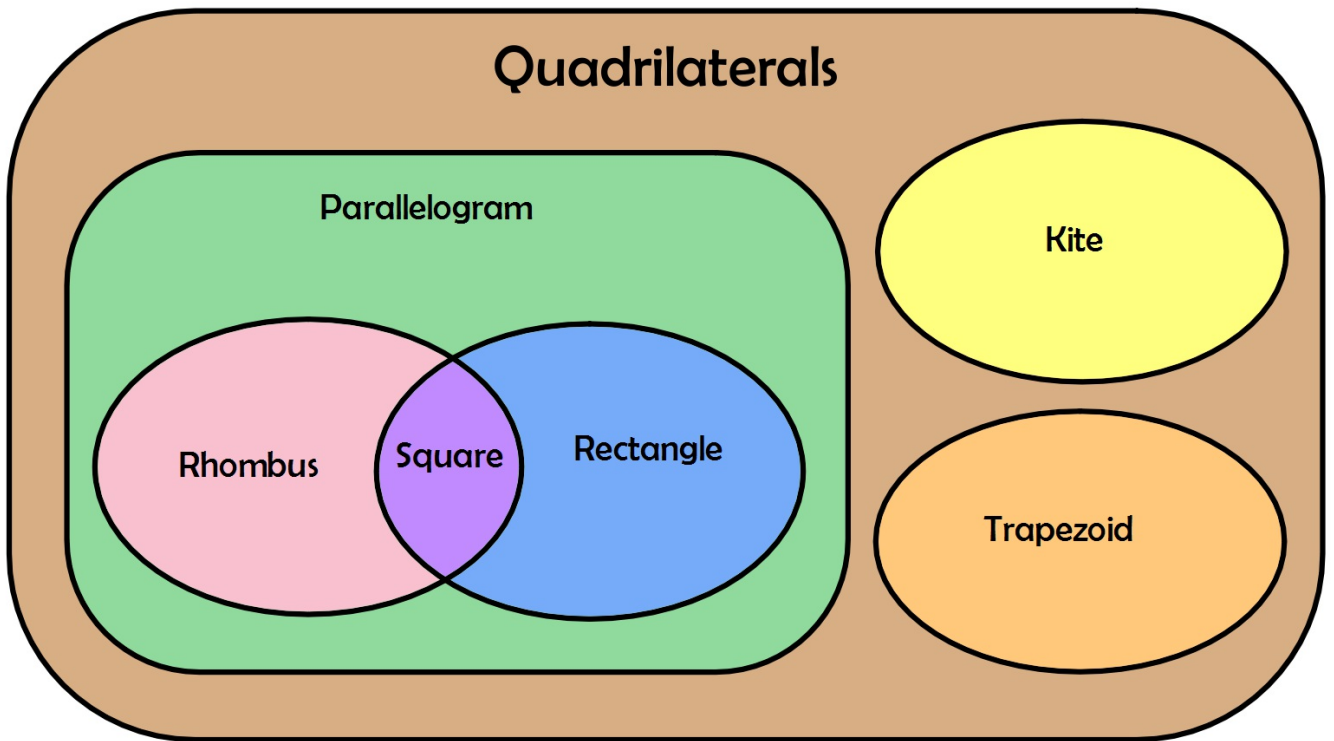 Quadrilaterals
Parallelogram
Kite
Rhombus
Square
Rectangle
Trapezoid